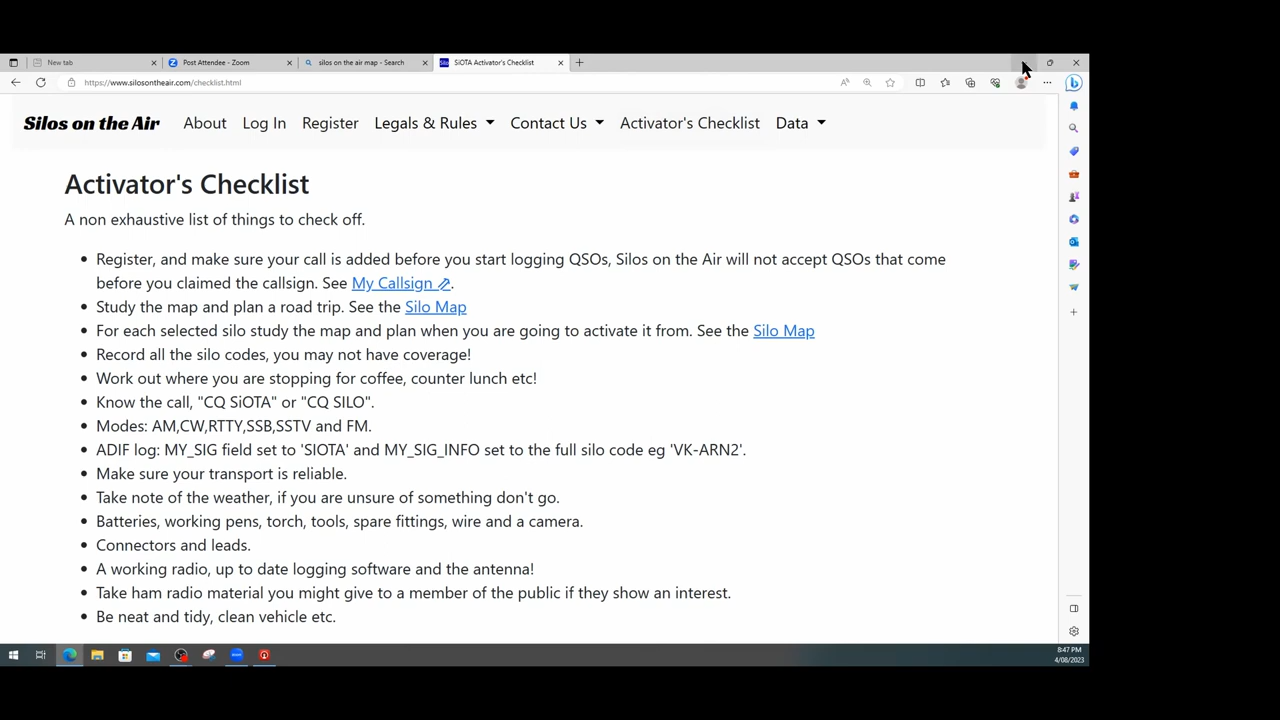 New tab
Post Attendee - Zoom
silos on the air map - Search
SiOTA Activator's Checklist
https://www.silosontheair.com/checklist.html
Silos on the Air About Log In Register Legals & Rules Contact Us Activator's Checklist Data
Activator's Checklist
A non exhaustive list of things to check off.
Register, and make sure your call is added before you start logging QSOs, Silos on the Air will not accept QSOs that come
before you claimed the callsign. See My Callsign.
Study the map and plan a road trip. See the Silo Map
For each selected silo study the map and plan when you are going to activate it from. See the Silo Map
Record all the silo codes, you may not have coverage!
Work out where you are stopping for coffee, counter lunch etc!
Know the call, "CQ SiOTA" or "CQ SILO".
Modes: AM,CW,RTTY,SSB,SSTV and FM.
ADIF log: MY_SIG field set to 'SIOTA' and MY_SIG_INFO set to the full silo code eg 'VK-ARN2'.
Make sure your transport is reliable.
Take note of the weather, if you are unsure of something don't go.
Batteries, working pens, torch, tools, spare fittings, wire and a camera.
Connectors and leads.
A working radio, up to date logging software and the antenna!
Take ham radio material you might give to a member of the public if they show an interest.
Be neat and tidy, clean vehicle etc.
8:47 PM
4/08/2023